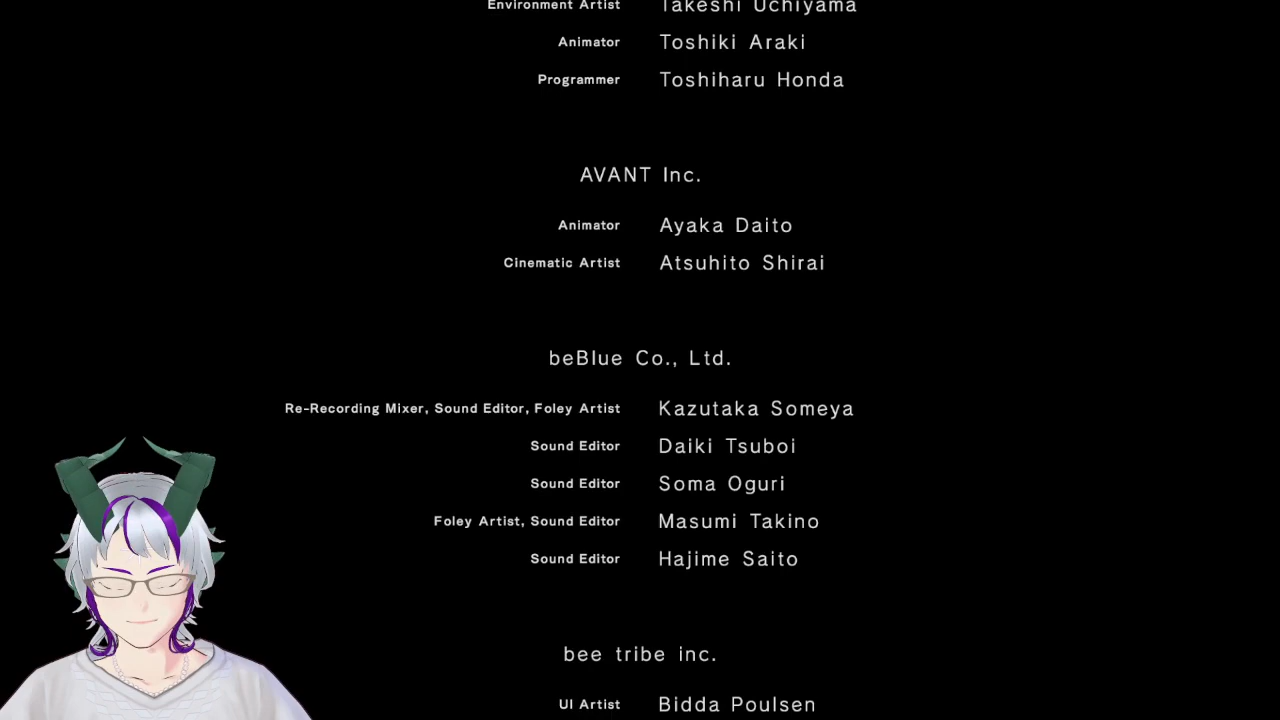 Environment Artist Takeshi Uchiyama
Animator Toshiki Araki
Programmer Toshiharu Honda
AVANT Inc.
Animator Ayaka Daito
Cinematic Artist Atsuhito Shirai
beBlue Co., Ltd.
Re-Recording Mixer, Sound Editor, Foley Artist Kazutaka Someya
Sound Editor Daiki Tsuboi
Sound Editor Soma Oguri
Foley Artist, Sound Editor Masumi Takino
Sound Editor Hajime Saito
bee tribe inc.
UI Artist Bidda Poulsen